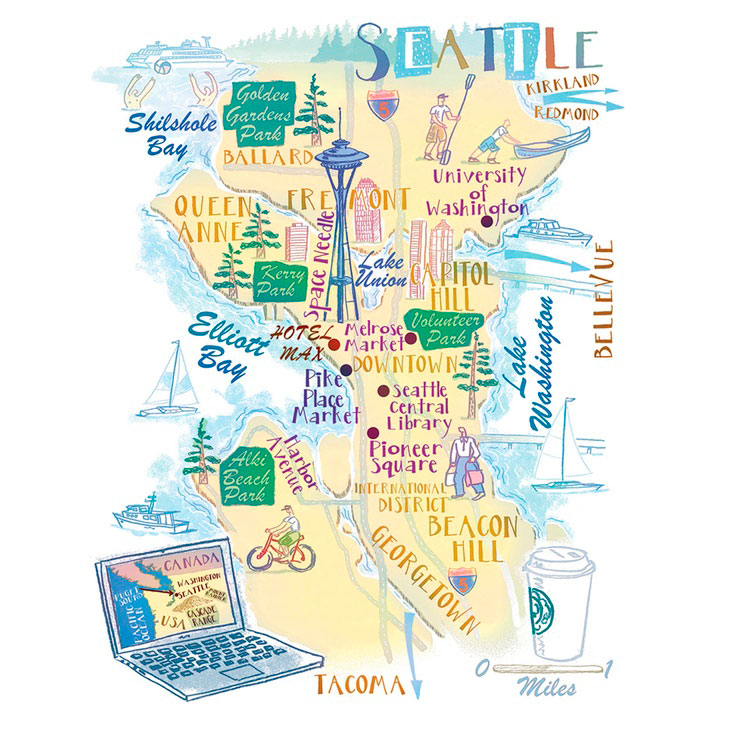 SEATTLE
KIRKLAND
REDMOND
Golden
Gardens
Park
5
Shilshole
Bay
BALLARD
University
of
Washington
QUEEN
ANNE
FREMONT
Space Needle
Kerry
Park
Lake
Union
CAPITOL
HILL
BELLEVUE
Volunteer
Park
Elliott
Bay
HOTEL
MAX
Melrose
Market
DOWNTOWN
Lake
Washington
Pike
Place
Market
Seattle
Central
Library
Pioneer
Square
Harbor
Avenue
Alki
Beach
Park
INTERNATIONAL
DISTRICT
BEACON
HILL
GEORGETOWN
5
CANADA
WASHINGTON
SEATTLE
PUGET
SOUND
MOUNT
RAINIER
CASCADE
RANGE
USA
PACIFIC
OCEAN
TACOMA
0 1
Miles